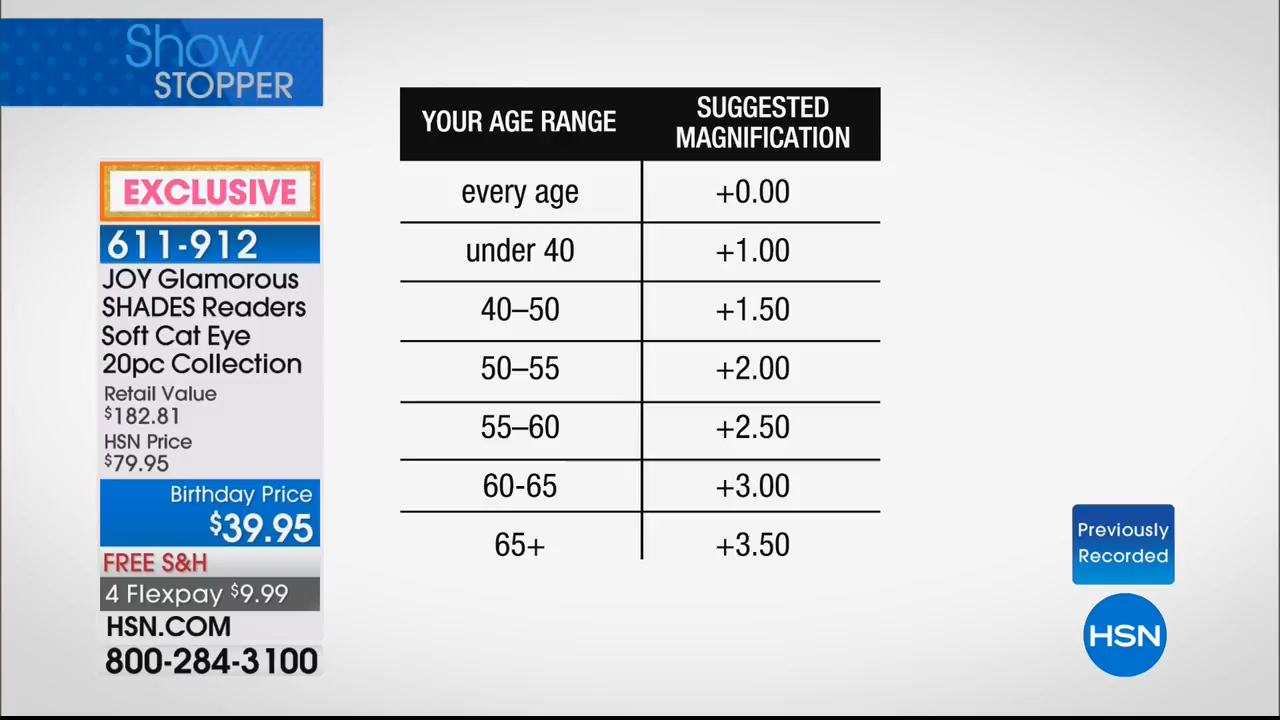 Show
STOPPER
EXCLUSIVE
611-912
JOY Glamorous
SHADES Readers
Soft Cat Eye
20pc Collection
Retail Value
$182.81
HSN Price
$79.95
Birthday Price
$39.95
FREE S&H
4 Flexpay $9.99
HSN.COM
800-284-3100
YOUR AGE RANGE SUGGESTED MAGNIFICATION
every age +0.00
under 40 +1.00
40–50 +1.50
50–55 +2.00
55–60 +2.50
60-65 +3.00
65+ +3.50
Previously
Recorded
HSN